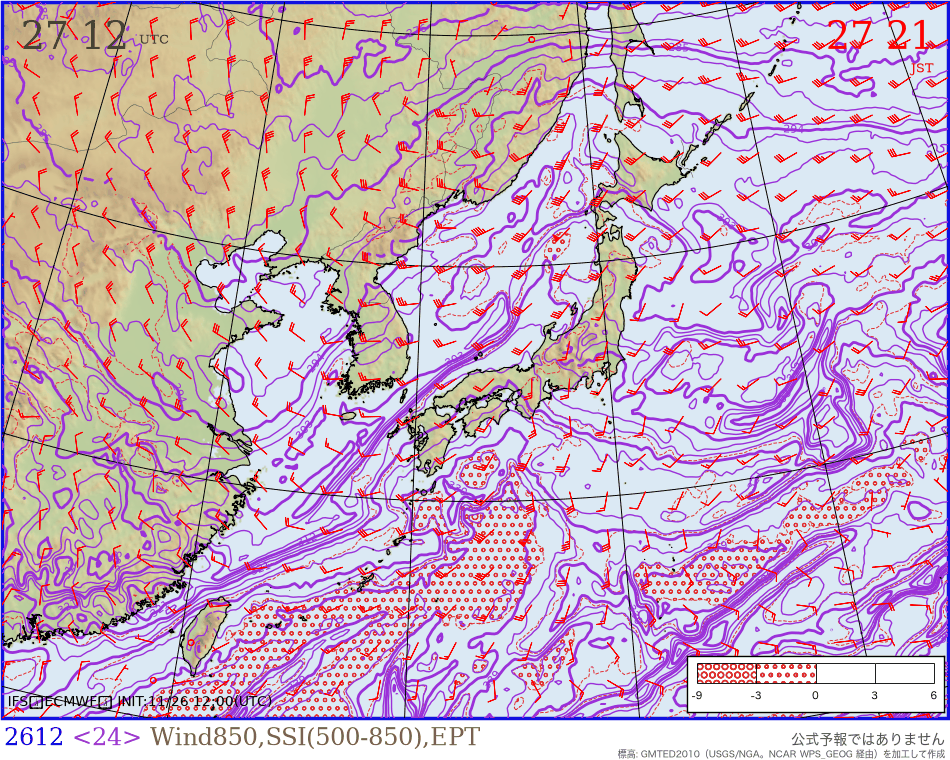 27 12 UTC
27 21
JST
IFS□ECMWF□ INIT:11/26 12:00(UTC)
-9 -3 0 3 6
2612 <24> Wind850,SSI(500-850),EPT
公式予報ではありません
標高: GMTED2010（USGS/NGA。NCAR WPS_GEOG 経由）を加工して作成